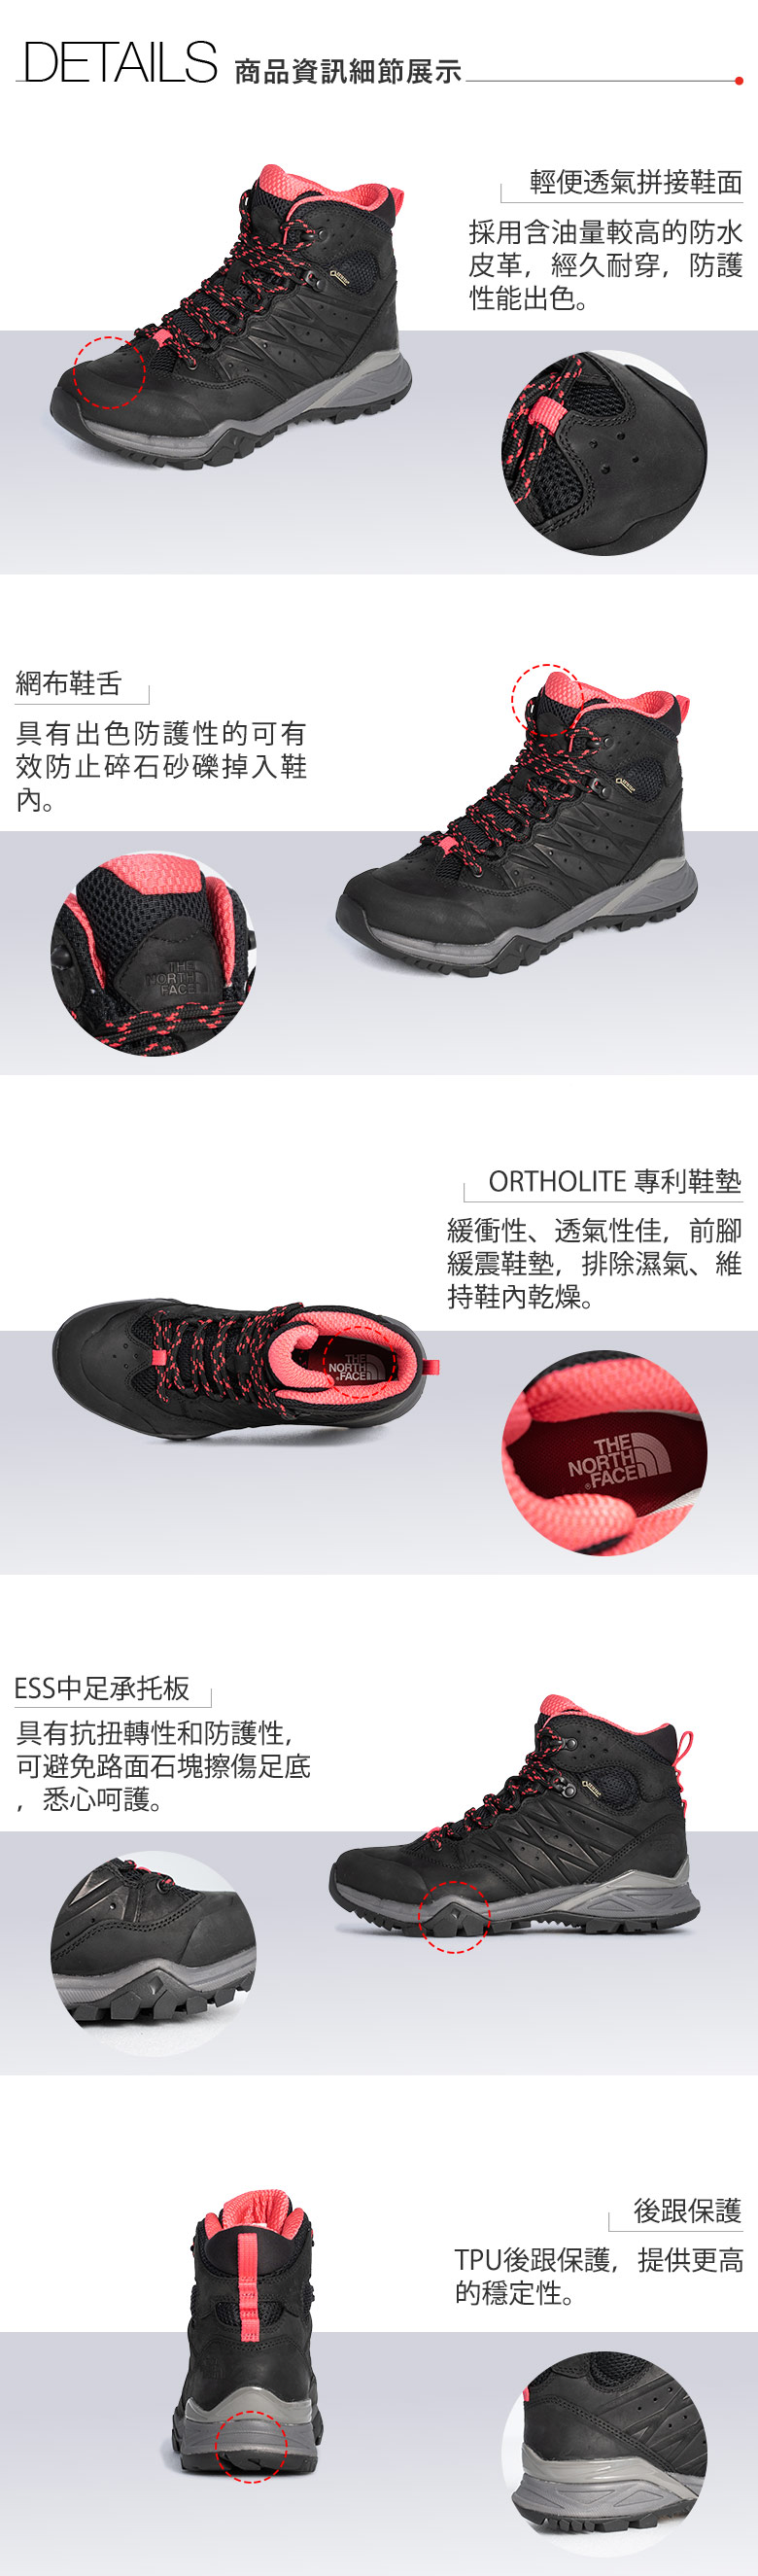 DETAILS 商品資訊細節展示
輕便透氣拼接鞋面
採用含油量較高的防水
皮革，經久耐穿，防護
性能出色。
網布鞋舌
具有出色防護性的可有
效防止碎石砂礫掉入鞋
內。
THE
NORTH
FACE
ORTHOLITE 專利鞋墊
緩衝性、透氣性佳，前腳
緩震鞋墊，排除濕氣、維
持鞋內乾燥。
THE
NORTH
FACE
THE
NORTH
®FACE
ESS中足承托板
具有抗扭轉性和防護性，
可避免路面石塊擦傷足底
，悉心呵護。
後跟保護
TPU後跟保護，提供更高
的穩定性。